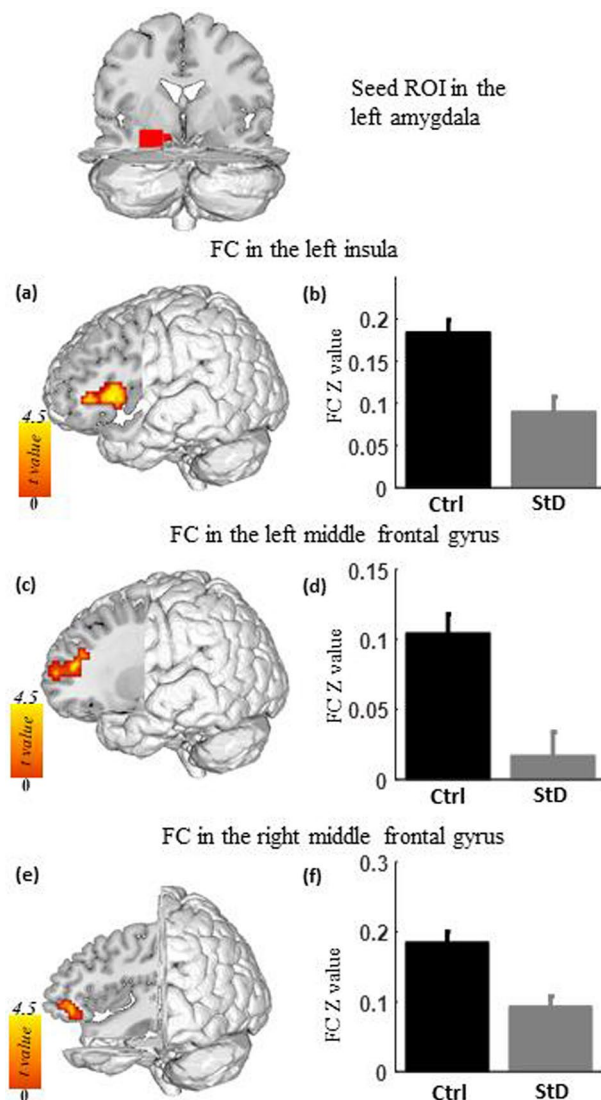 Seed ROI in the
left amygdala
FC in the left insula
(a)
4.5
t value
0
(b)
FC Z value
0.2
0.15
0.1
0.05
0
Ctrl
StD
FC in the left middle frontal gyrus
(c)
4.5
t value
0
(d)
FC Z value
0.15
0.1
0.05
0
Ctrl
StD
FC in the right middle frontal gyrus
(e)
4.5
t value
0
(f)
FC Z value
0.3
0.2
0.1
0
Ctrl
StD